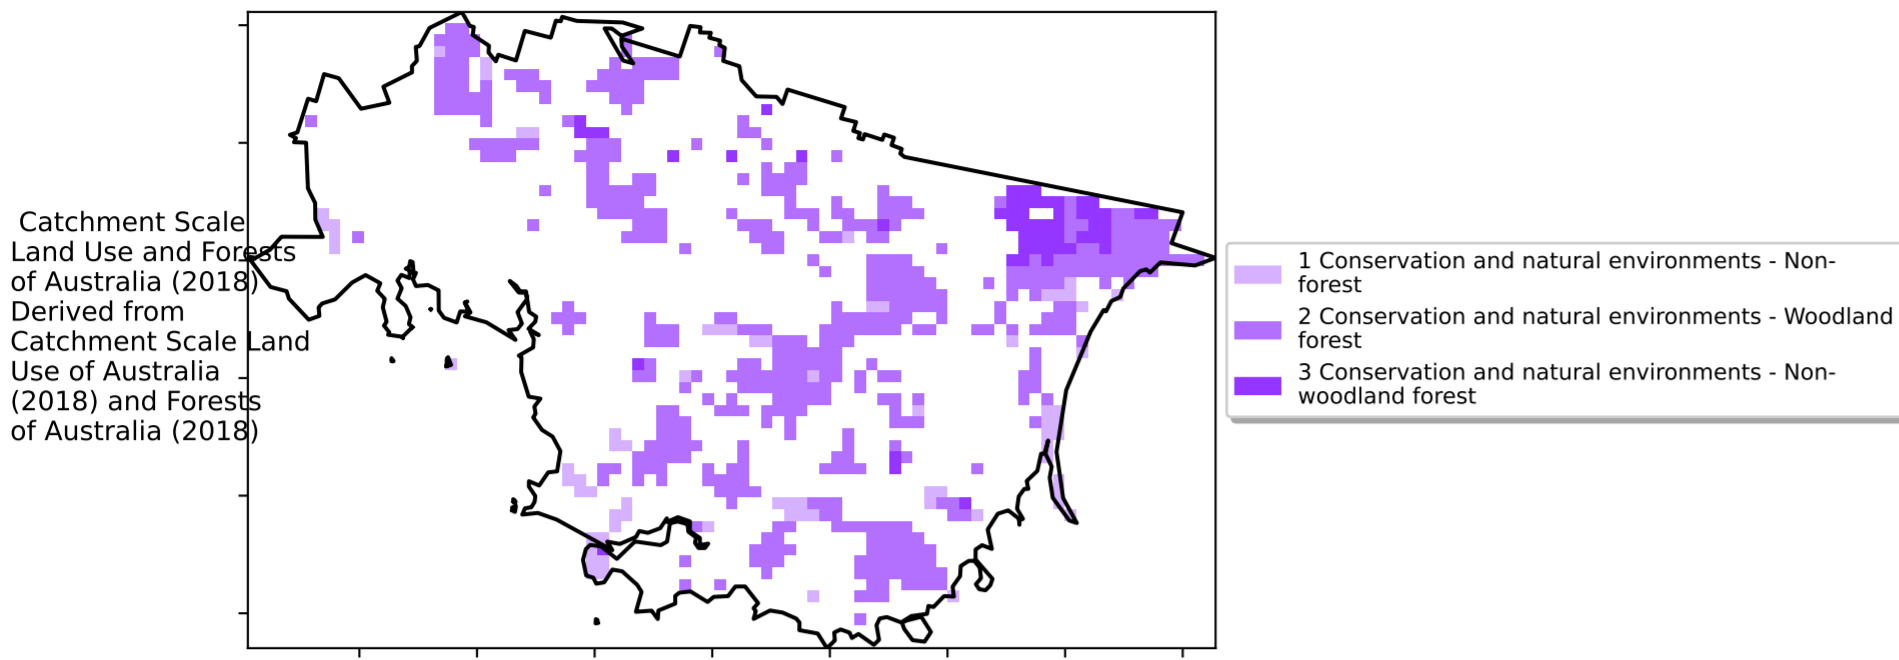 Catchment Scale
Land Use and Forests
of Australia (2018)
Derived from
Catchment Scale Land
Use of Australia
(2018) and Forests
of Australia (2018)
1 Conservation and natural environments - Non-
forest
2 Conservation and natural environments - Woodland
forest
3 Conservation and natural environments - Non-
woodland forest